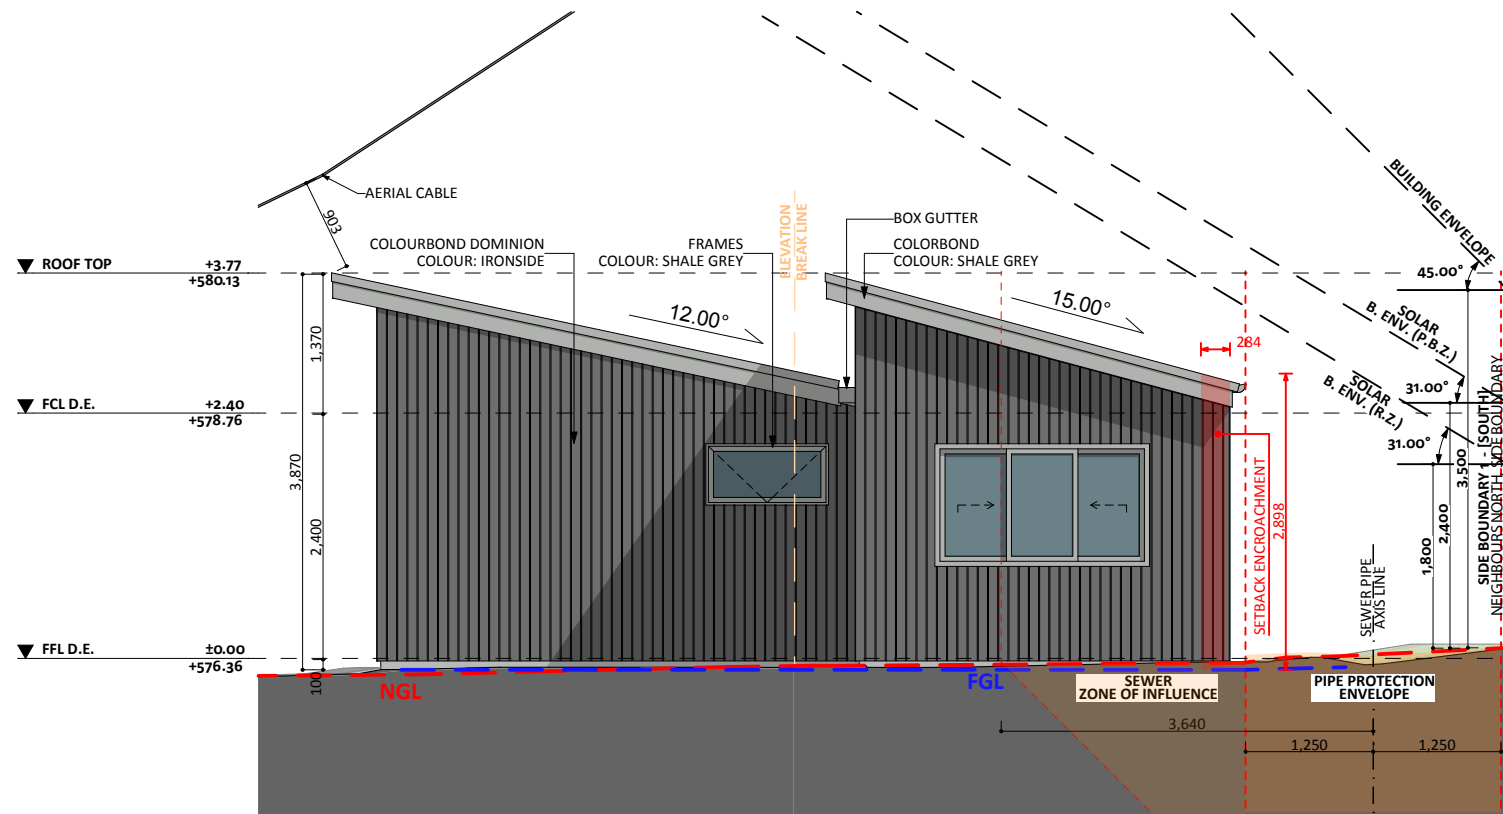 AERIAL CABLE
903
COLOURBOND DOMINION
COLOUR: IRONSIDE
FRAMES
COLOUR: SHALE GREY
ELEVATION
BREAK LINE
BOX GUTTER
COLORBOND
COLOUR: SHALE GREY
BUILDING ENVELOPE
45.00°
ROOF TOP
+3.77
+580.13
12.00°
15.00°
284
SOLAR
B. ENV. (P.B.Z.)
31.00°
SOLAR
B. ENV. (R.Z.)
31.00°
1,370
FCL D.E.
+2.40
+578.76
3,870
2,400
SETBACK ENCROACHMENT
2,898
SEWER PIPE
AXIS LINE
1,800
2,400
3,500
SIDE BOUNDARY 1 - (SOUTH)/
NEIGHBOURS NORTH SIDE BOUNDARY
FFL D.E.
±0.00
+576.36
100
NGL
FGL
SEWER
ZONE OF INFLUENCE
PIPE PROTECTION
ENVELOPE
3,640
1,250
1,250